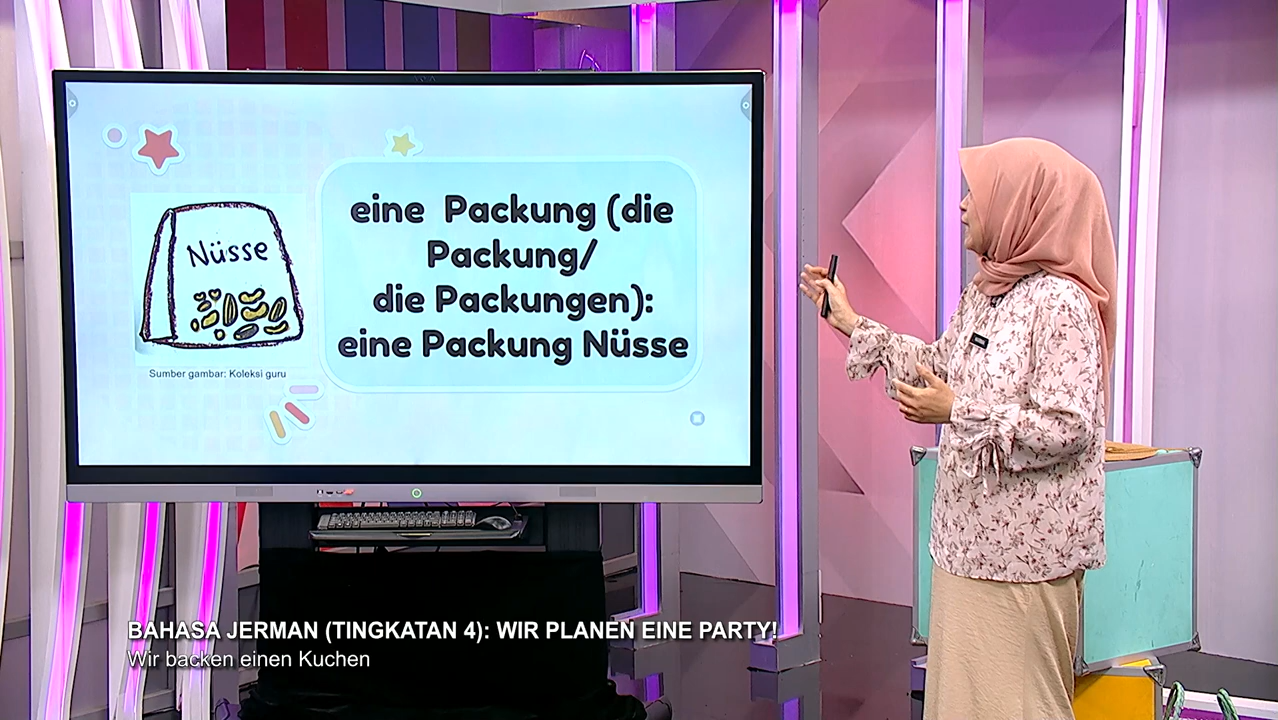 Nüsse
Sumber gambar: Koleksi guru
eine Packung (die
Packung/
die Packungen):
eine Packung Nüsse
BAHASA JERMAN (TINGKATAN 4): WIR PLANEN EINE PARTY!
Wir backen einen Kuchen